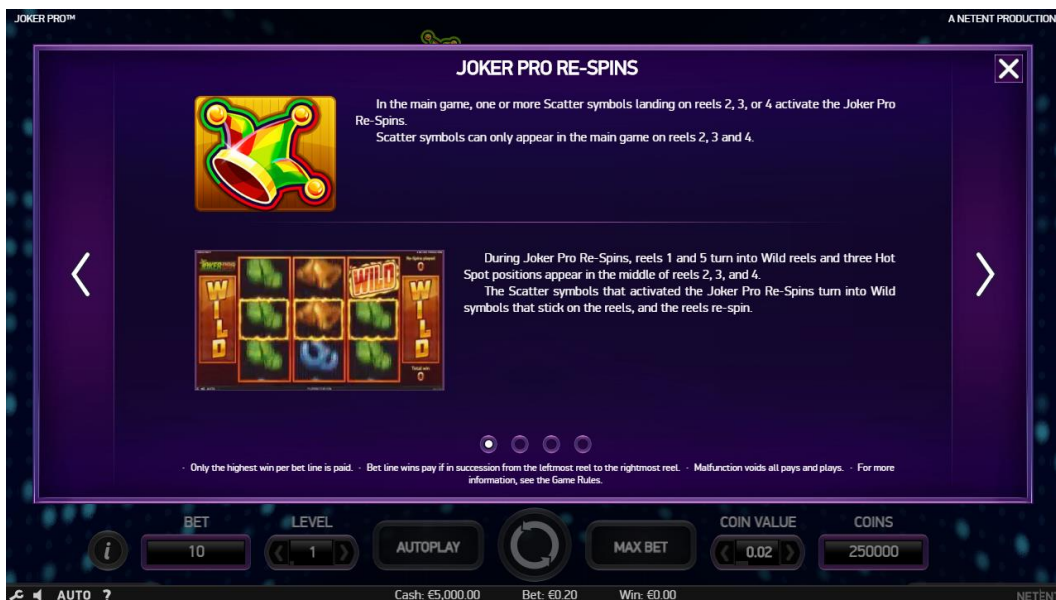 JOKER PRO™
A NETENT PRODUCTION
JOKER PRO RE-SPINS
In the main game, one or more Scatter symbols landing on reels 2, 3, or 4 activate the Joker Pro
Re-Spins.
Scatter symbols can only appear in the main game on reels 2, 3 and 4.
During Joker Pro Re-Spins, reels 1 and 5 turn into Wild reels and three Hot
Spot positions appear in the middle of reels 2, 3, and 4.
The Scatter symbols that activated the Joker Pro Re-Spins turn into Wild
symbols that stick on the reels, and the reels re-spin.
Re-Spins played:
0
WILD
WILD
WILD
Total win
0
· Only the highest win per bet line is paid. · Bet line wins pay if in succession from the leftmost reel to the rightmost reel. · Malfunction voids all pays and plays. · For more
information, see the Game Rules.
BET
LEVEL
COIN VALUE
COINS
i
10
1
AUTOPLAY
MAX BET
0.02
250000
AUTO ?
Cash: €5,000.00
Bet: €0.20
Win: €0.00
NETENT